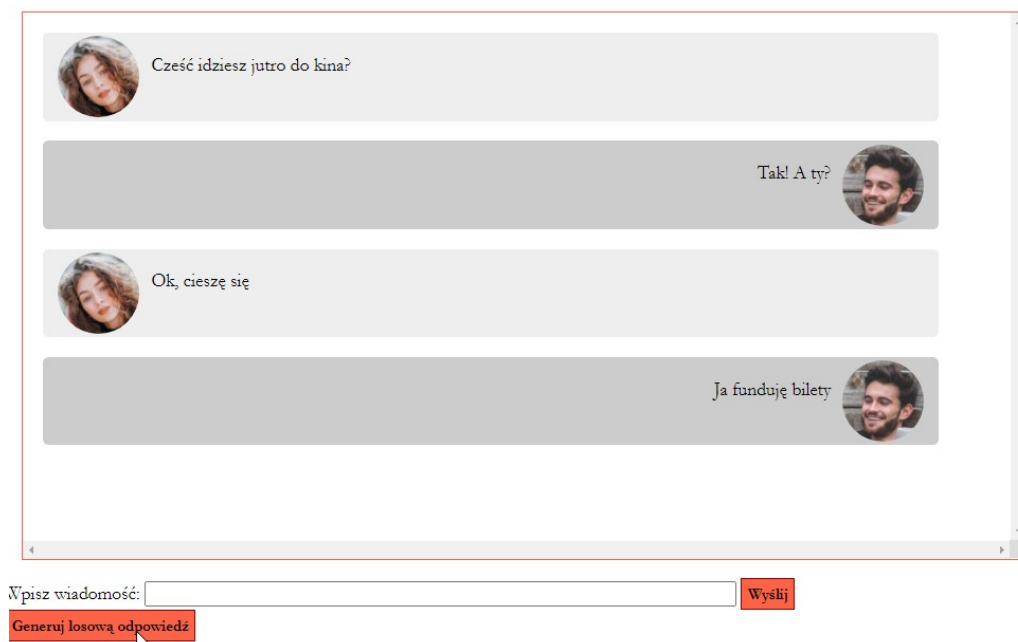 Cześć idziesz jutro do kina?
Tak! A ty?
Ok, cieszę się
Ja funduję bilety
Wpisz wiadomość:
Wyślij
Generuj losową odpowiedź